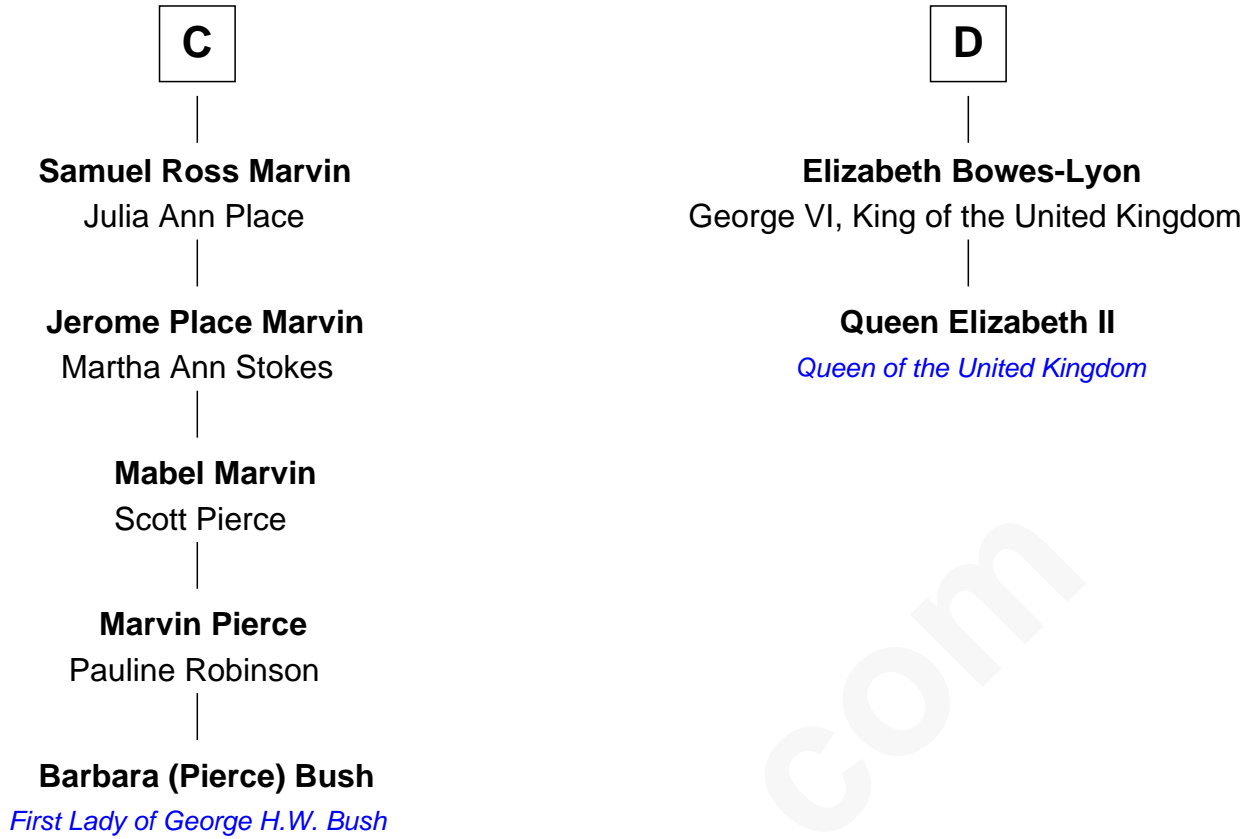 C
Samuel Ross Marvin
Julia Ann Place
Jerome Place Marvin
Martha Ann Stokes
Mabel Marvin
Scott Pierce
Marvin Pierce
Pauline Robinson
Barbara (Pierce) Bush
First Lady of George H.W. Bush
D
Elizabeth Bowes-Lyon
George VI, King of the United Kingdom
Queen Elizabeth II
Queen of the United Kingdom
com